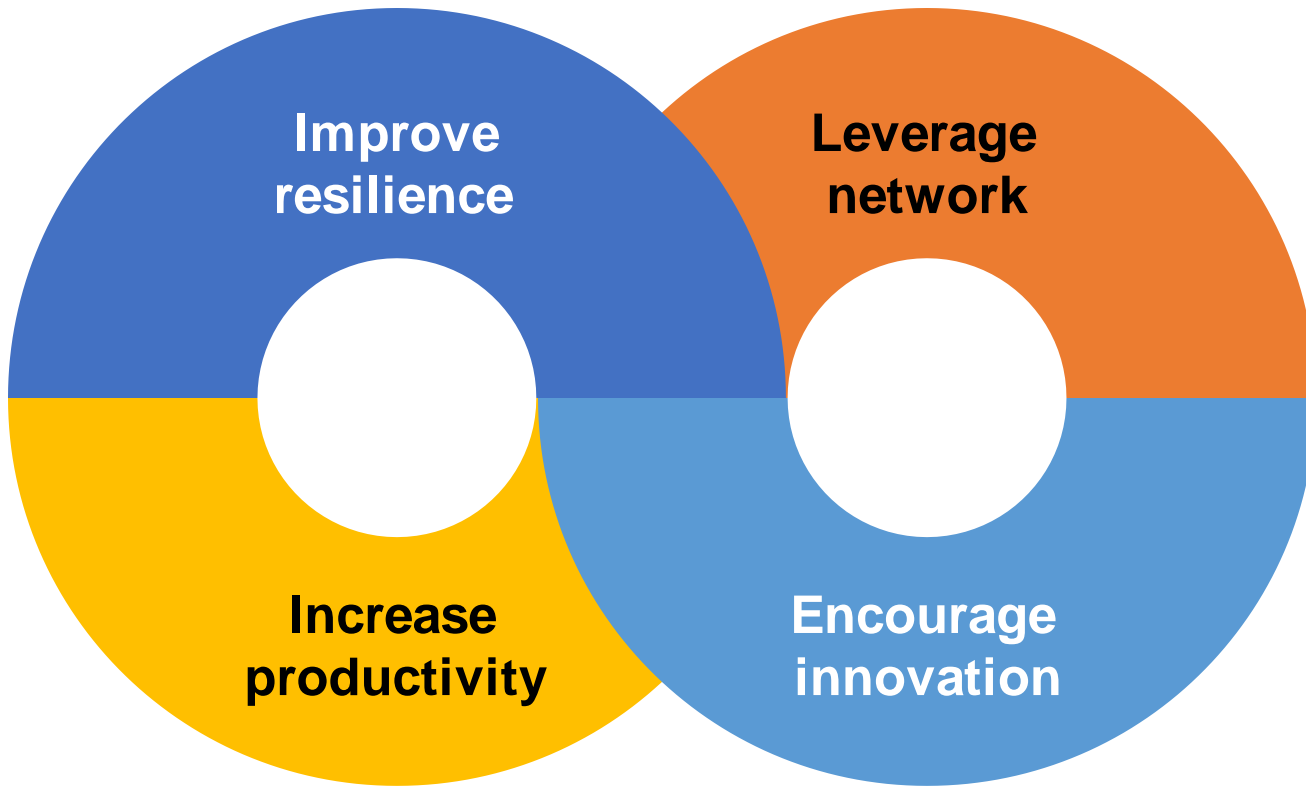 Improve
resilience
Leverage
network
Increase
productivity
Encourage
innovation